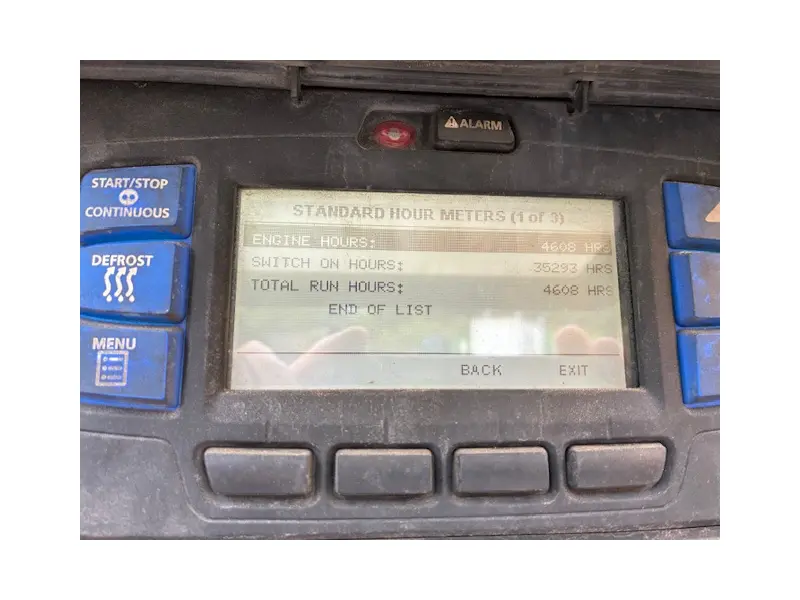 ALARM
START/STOP
CONTINUOUS
DEFROST
MENU
STANDARD HOUR METERS (1 of 3)
ENGINE HOURS: 4608 HRS
SWITCH ON HOURS: 35293 HRS
TOTAL RUN HOURS: 4608 HRS
END OF LIST
BACK EXIT